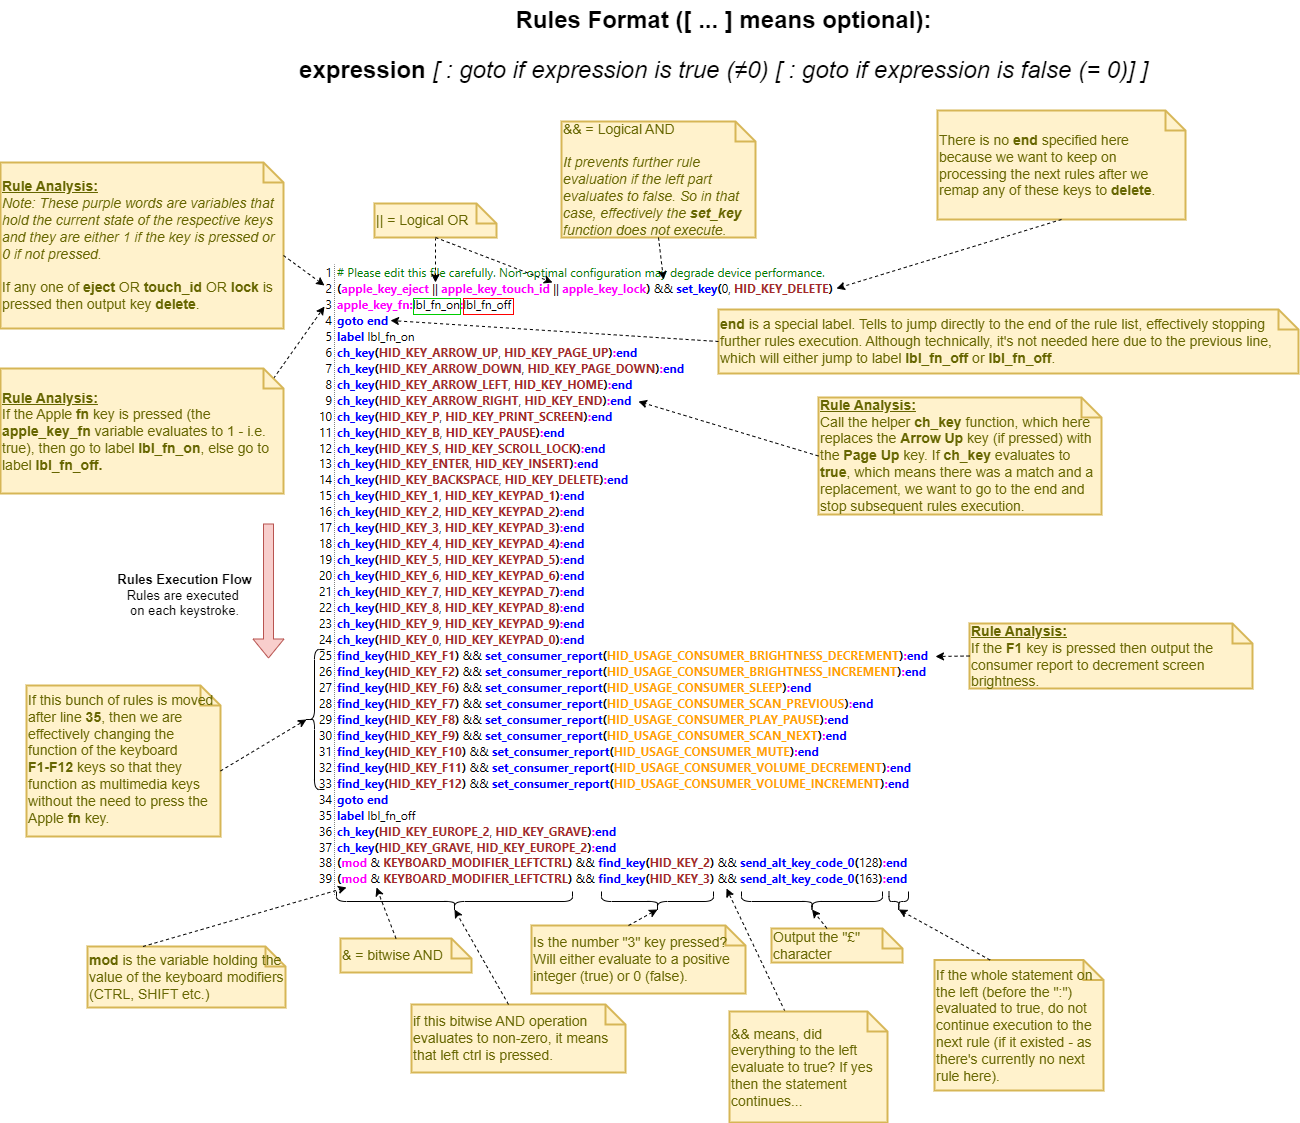 Rules Format ([ ... ] means optional):
expression [ : goto if expression is true (≠0) [ : goto if expression is false (= 0)] ]
&& = Logical AND
It prevents further rule
evaluation if the left part
evaluates to false. So in that
case, effectively the set_key
function does not execute.
There is no end specified here
because we want to keep on
processing the next rules after we
remap any of these keys to delete.
Rule Analysis:
Note: These purple words are variables that
hold the current state of the respective keys
and they are either 1 if the key is pressed or
0 if not pressed.
If any one of eject OR touch_id OR lock is
pressed then output key delete.
|| = Logical OR
1 # Please edit this file carefully. Non-optimal configuration may degrade device performance.
2 (apple_key_eject || apple_key_touch_id || apple_key_lock) && set_key(0, HID_KEY_DELETE)
3 apple_key_fn:lbl_fn_on:lbl_fn_off
4 goto end
5 label lbl_fn_on
6 ch_key(HID_KEY_ARROW_UP, HID_KEY_PAGE_UP):end
7 ch_key(HID_KEY_ARROW_DOWN, HID_KEY_PAGE_DOWN):end
8 ch_key(HID_KEY_ARROW_LEFT, HID_KEY_HOME):end
9 ch_key(HID_KEY_ARROW_RIGHT, HID_KEY_END):end
10 ch_key(HID_KEY_P, HID_KEY_PRINT_SCREEN):end
11 ch_key(HID_KEY_B, HID_KEY_PAUSE):end
12 ch_key(HID_KEY_S, HID_KEY_SCROLL_LOCK):end
13 ch_key(HID_KEY_ENTER, HID_KEY_INSERT):end
14 ch_key(HID_KEY_BACKSPACE, HID_KEY_DELETE):end
15 ch_key(HID_KEY_1, HID_KEY_KEYPAD_1):end
16 ch_key(HID_KEY_2, HID_KEY_KEYPAD_2):end
17 ch_key(HID_KEY_3, HID_KEY_KEYPAD_3):end
18 ch_key(HID_KEY_4, HID_KEY_KEYPAD_4):end
19 ch_key(HID_KEY_5, HID_KEY_KEYPAD_5):end
20 ch_key(HID_KEY_6, HID_KEY_KEYPAD_6):end
21 ch_key(HID_KEY_7, HID_KEY_KEYPAD_7):end
22 ch_key(HID_KEY_8, HID_KEY_KEYPAD_8):end
23 ch_key(HID_KEY_9, HID_KEY_KEYPAD_9):end
24 ch_key(HID_KEY_0, HID_KEY_KEYPAD_0):end
25 find_key(HID_KEY_F1) && set_consumer_report(HID_USAGE_CONSUMER_BRIGHTNESS_DECREMENT):end
26 find_key(HID_KEY_F2) && set_consumer_report(HID_USAGE_CONSUMER_BRIGHTNESS_INCREMENT):end
27 find_key(HID_KEY_F6) && set_consumer_report(HID_USAGE_CONSUMER_SLEEP):end
28 find_key(HID_KEY_F7) && set_consumer_report(HID_USAGE_CONSUMER_SCAN_PREVIOUS):end
29 find_key(HID_KEY_F8) && set_consumer_report(HID_USAGE_CONSUMER_PLAY_PAUSE):end
30 find_key(HID_KEY_F9) && set_consumer_report(HID_USAGE_CONSUMER_SCAN_NEXT):end
31 find_key(HID_KEY_F10) && set_consumer_report(HID_USAGE_CONSUMER_MUTE):end
32 find_key(HID_KEY_F11) && set_consumer_report(HID_USAGE_CONSUMER_VOLUME_DECREMENT):end
33 find_key(HID_KEY_F12) && set_consumer_report(HID_USAGE_CONSUMER_VOLUME_INCREMENT):end
34 goto end
35 label lbl_fn_off
36 ch_key(HID_KEY_EUROPE_2, HID_KEY_GRAVE):end
37 ch_key(HID_KEY_GRAVE, HID_KEY_EUROPE_2):end
38 (mod & KEYBOARD_MODIFIER_LEFTCTRL) && find_key(HID_KEY_2) && send_alt_key_code_0(128):end
39 (mod & KEYBOARD_MODIFIER_LEFTCTRL) && find_key(HID_KEY_3) && send_alt_key_code_0(163):end
end is a special label. Tells to jump directly to the end of the rule list, effectively stopping
further rules execution. Although technically, it's not needed here due to the previous line,
which will either jump to label lbl_fn_off or lbl_fn_off.
Rule Analysis:
If the Apple fn key is pressed (the
apple_key_fn variable evaluates to 1 - i.e.
true), then go to label lbl_fn_on, else go to
label lbl_fn_off.
Rule Analysis:
Call the helper ch_key function, which here
replaces the Arrow Up key (if pressed) with
the Page Up key. If ch_key evaluates to
true, which means there was a match and a
replacement, we want to go to the end and
stop subsequent rules execution.
Rules Execution Flow
Rules are executed
on each keystroke.
Rule Analysis:
If the F1 key is pressed then output the
consumer report to decrement screen
brightness.
If this bunch of rules is moved
after line 35, then we are
effectively changing the
function of the keyboard
F1-F12 keys so that they
function as multimedia keys
without the need to press the
Apple fn key.
mod is the variable holding the
value of the keyboard modifiers
(CTRL, SHIFT etc.)
& = bitwise AND
if this bitwise AND operation
evaluates to non-zero, it means
that left ctrl is pressed.
Is the number "3" key pressed?
Will either evaluate to a positive
integer (true) or 0 (false).
Output the "£"
character
&& means, did
everything to the left
evaluate to true? If yes
then the statement
continues...
If the whole statement on
the left (before the ":")
evaluated to true, do not
continue execution to the
next rule (if it existed - as
there's currently no next
rule here).